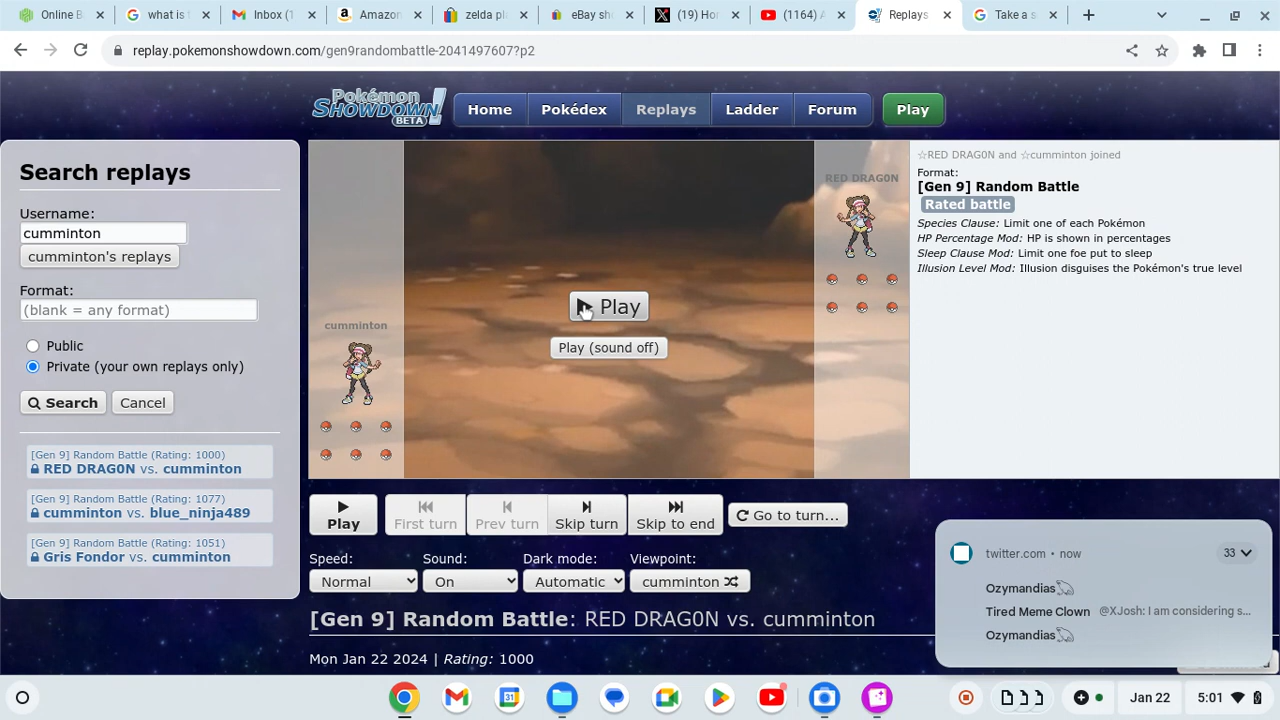 Online B
what is
Inbox (1
Amazon
zelda pl
eBay sh
(19) Ho
(1164) A
Replays
Take a s
replay.pokemonshowdown.com/gen9randombattle-2041497607?p2
Pokémon
SHOWDOWN!
BETA
Home
Pokédex
Replays
Ladder
Forum
Play
Search replays
Username:
cumminton
cumminton's replays
Format:
(blank = any format)
Public
Private (your own replays only)
Search
Cancel
[Gen 9] Random Battle (Rating: 1000)
RED DRAG0N vs. cumminton
[Gen 9] Random Battle (Rating: 1077)
cumminton vs. blue_ninja489
[Gen 9] Random Battle (Rating: 1051)
Gris Fondor vs. cumminton
cumminton
RED DRAG0N
Play
Play (sound off)
☆RED DRAG0N and ☆cumminton joined
Format:
[Gen 9] Random Battle
Rated battle
Species Clause: Limit one of each Pokémon
HP Percentage Mod: HP is shown in percentages
Sleep Clause Mod: Limit one foe put to sleep
Illusion Level Mod: Illusion disguises the Pokémon's true level
Play
First turn
Prev turn
Skip turn
Skip to end
Go to turn...
Speed:
Sound:
Dark mode:
Viewpoint:
Normal
On
Automatic
cumminton
[Gen 9] Random Battle: RED DRAG0N vs. cumminton
Mon Jan 22 2024 | Rating: 1000
twitter.com • now
33
Ozymandias
Tired Meme Clown @XJosh: I am considering s...
Ozymandias
31
Jan 22
5:01